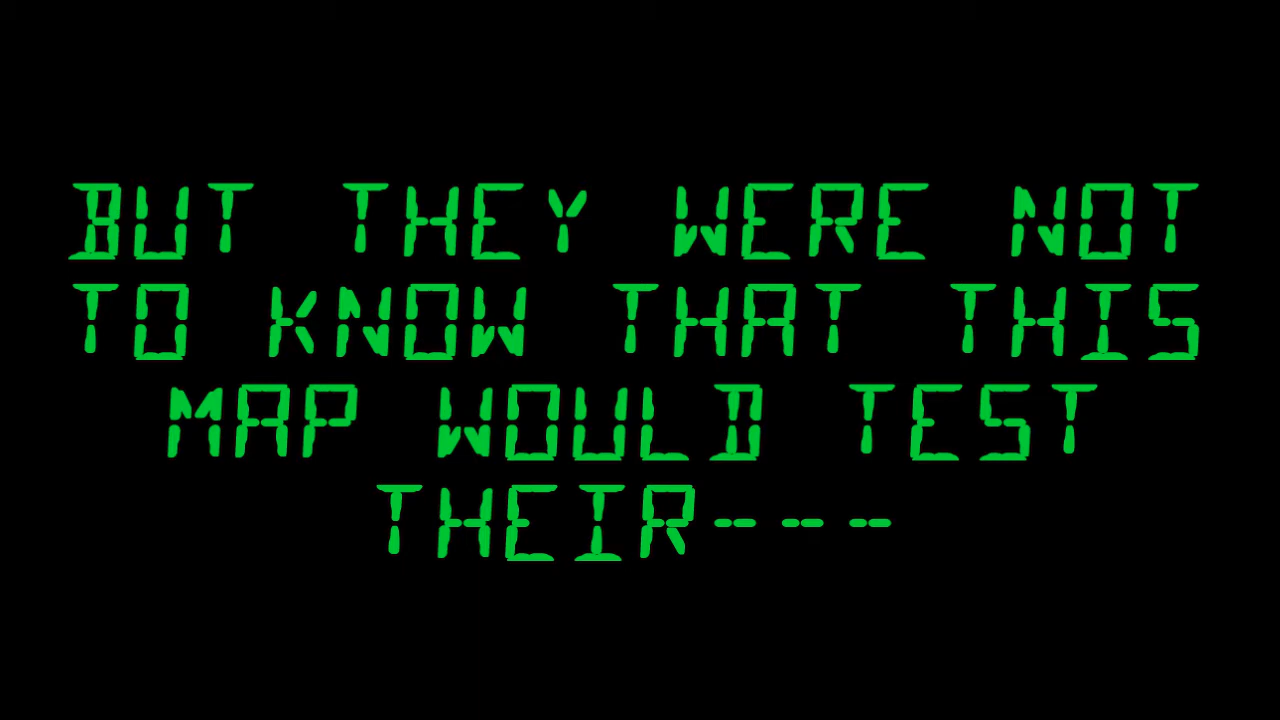 BUT THEY WERE NOT
TO KNOW THAT THIS
MAP WOULD TEST
THEIR---